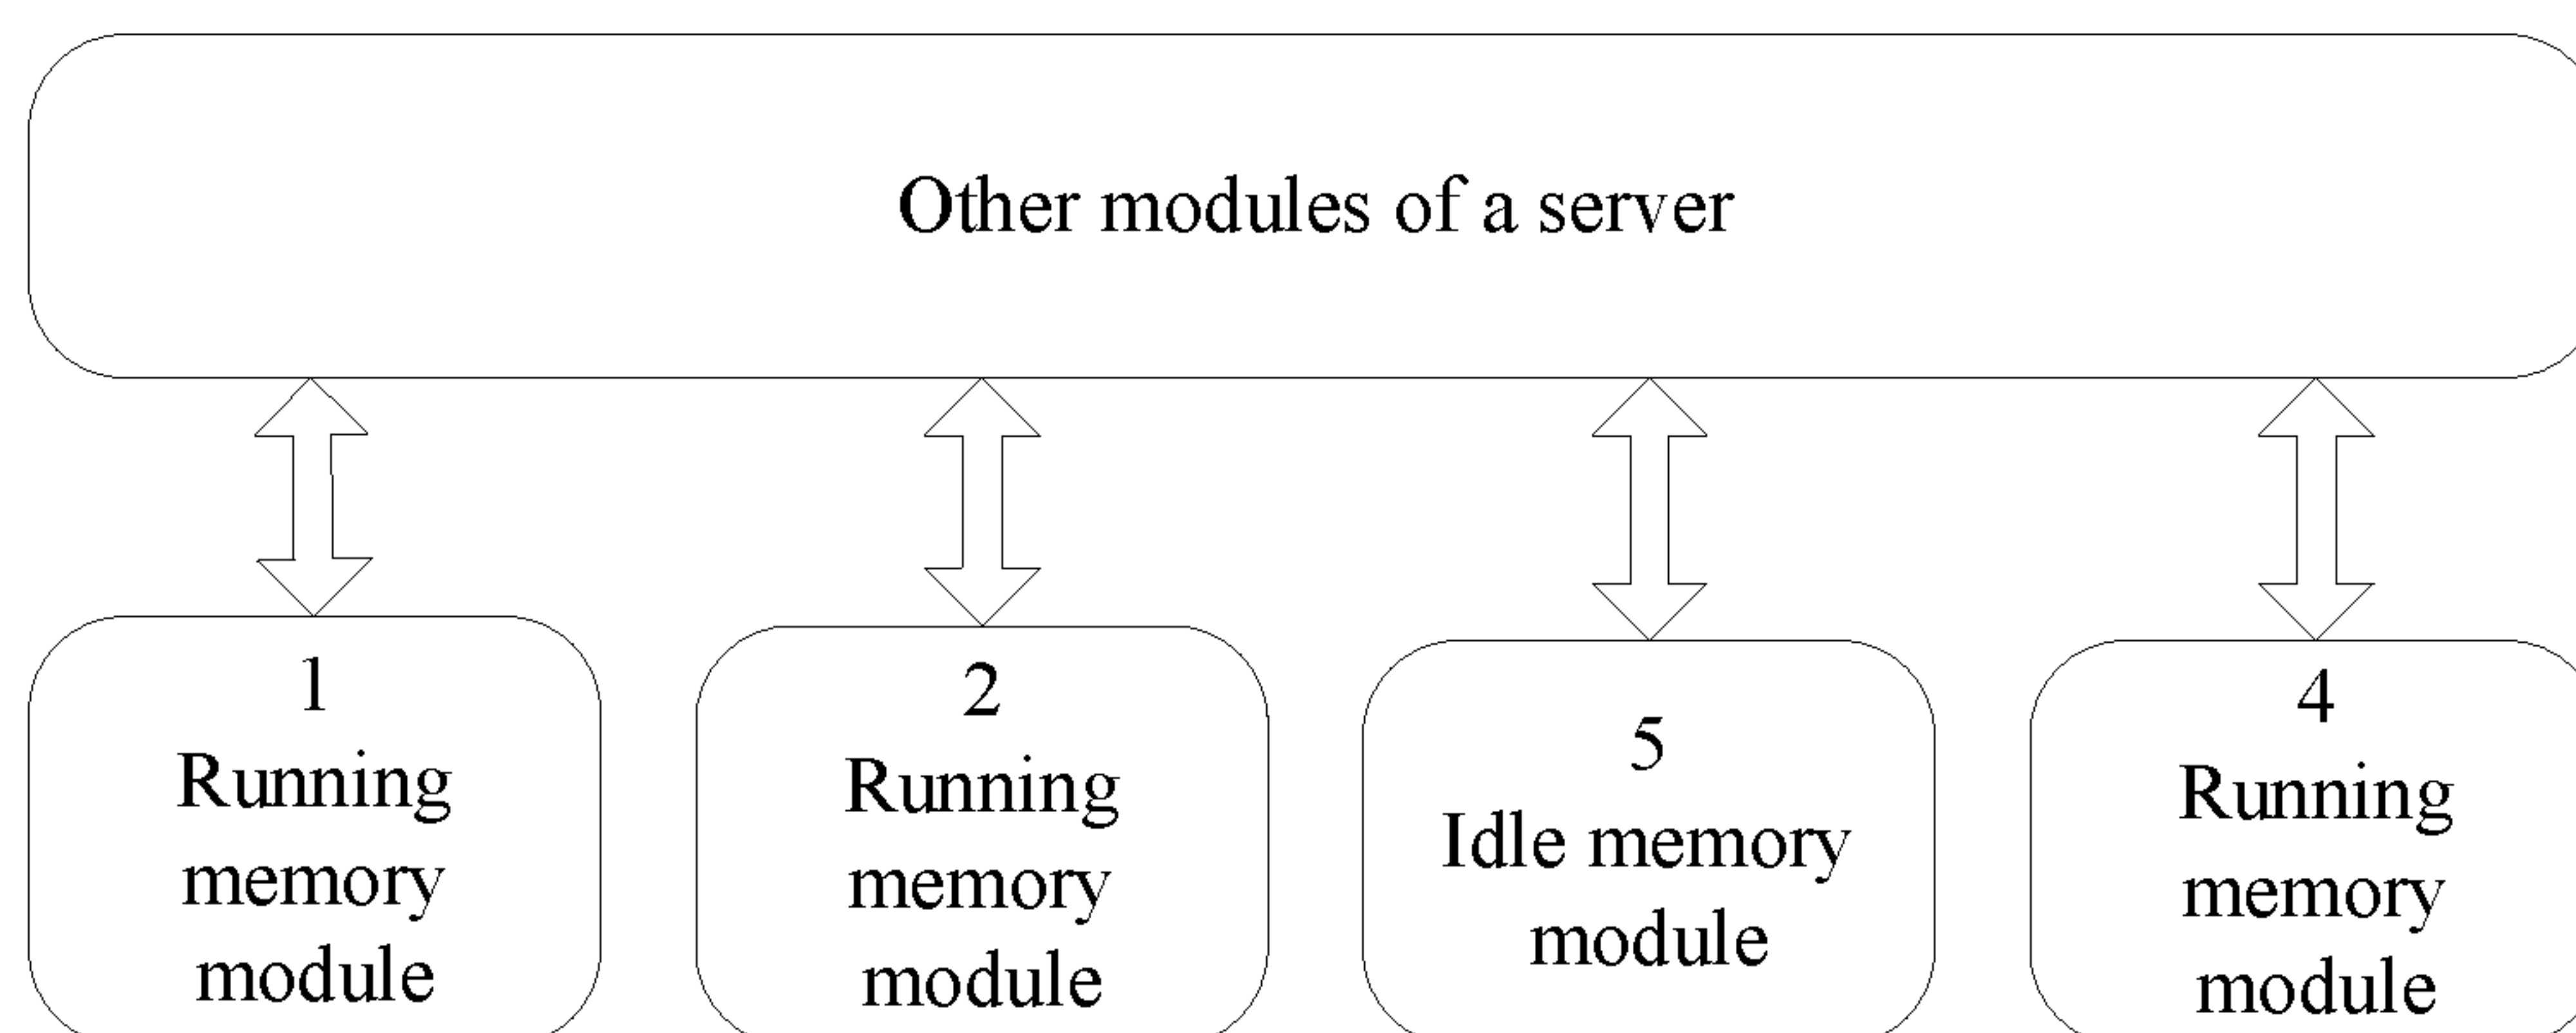 Other modules of a server
1
Running
memory
module
2
Running
memory
module
5
Idle memory
module
4
Running
memory
module